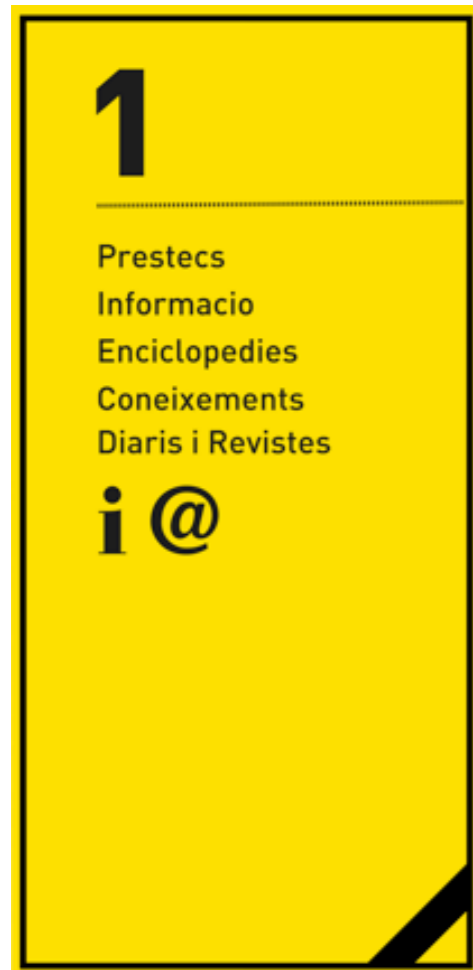 1
Prestecs
Informacio
Enciclopedies
Coneixements
Diaris i Revistes
i @